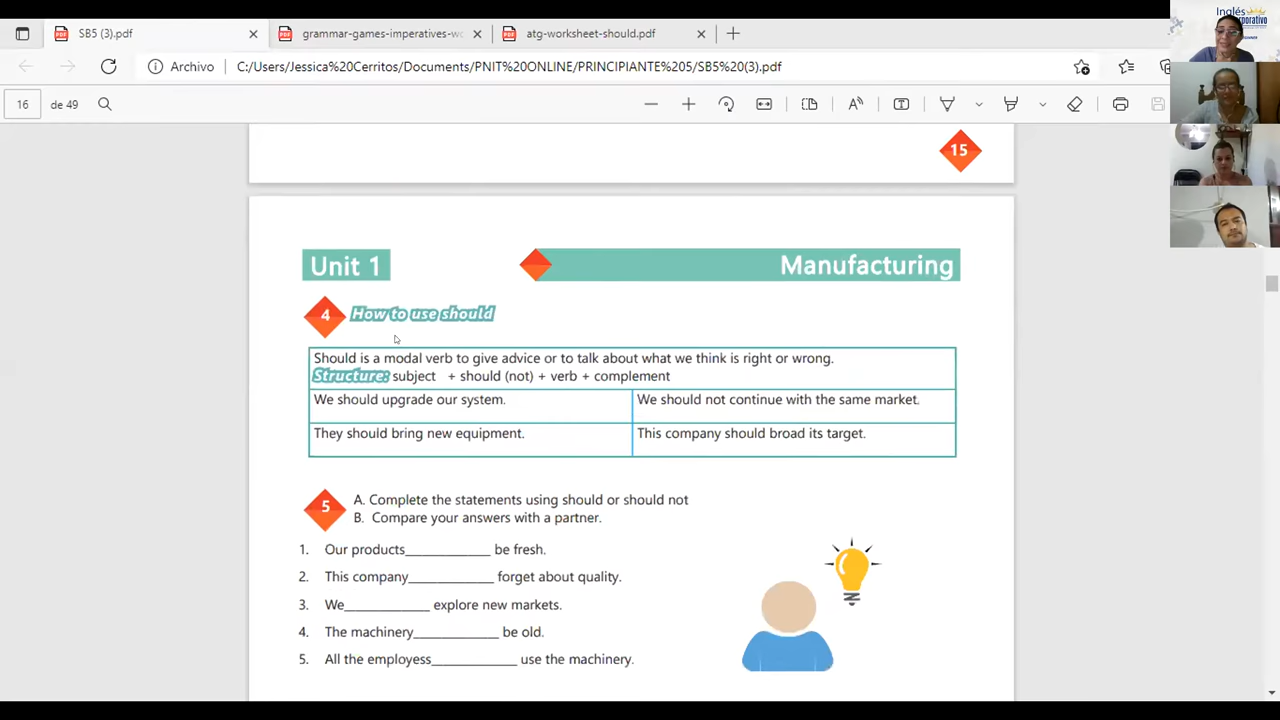 SB5 (3).pdf
grammar-games-imperatives-wo
atg-worksheet-should.pdf
Archivo
C:/Users/Jessica%20Cerritos/Documents/PNIT%20ONLINE/PRINCIPIANTE%205/SB5%20(3).pdf
16 de 49
Inglés
15
Unit 1
Manufacturing
4 How to use should
Should is a modal verb to give advice or to talk about what we think is right or wrong.
Structure: subject + should (not) + verb + complement
We should upgrade our system. We should not continue with the same market.
They should bring new equipment. This company should broad its target.
5 A. Complete the statements using should or should not
B. Compare your answers with a partner.
1. Our products___________ be fresh.
2. This company___________ forget about quality.
3. We___________ explore new markets.
4. The machinery___________ be old.
5. All the employess___________ use the machinery.